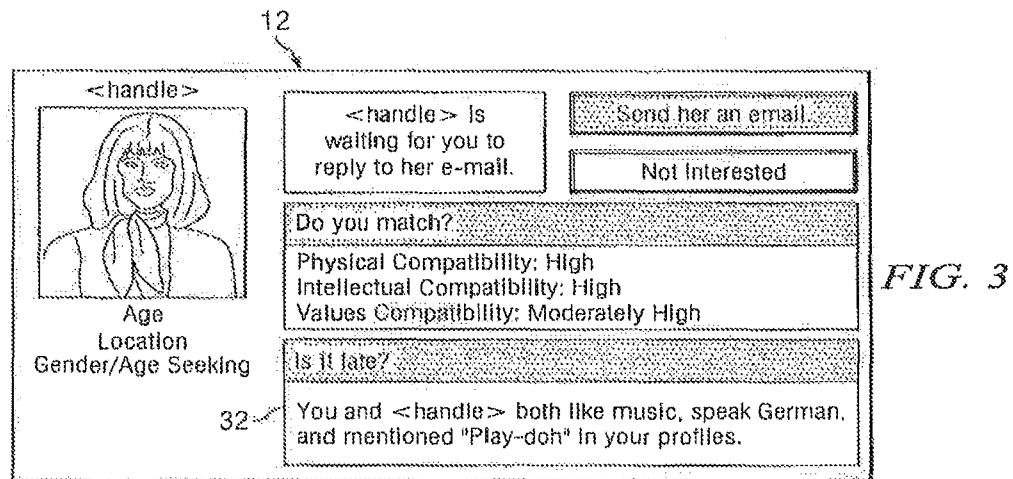 12
<handle>
<handle> is
waiting for you to
reply to her e-mail.
Send her an email.
Not Interested
Do you match?
Physical Compatibility: High
Intellectual Compatibility: High
Values Compatibility: Moderately High
FIG. 3
Age
Location
Gender/Age Seeking
Is it fate?
32
You and <handle> both like music, speak German,
and mentioned "Play-doh" in your profiles.